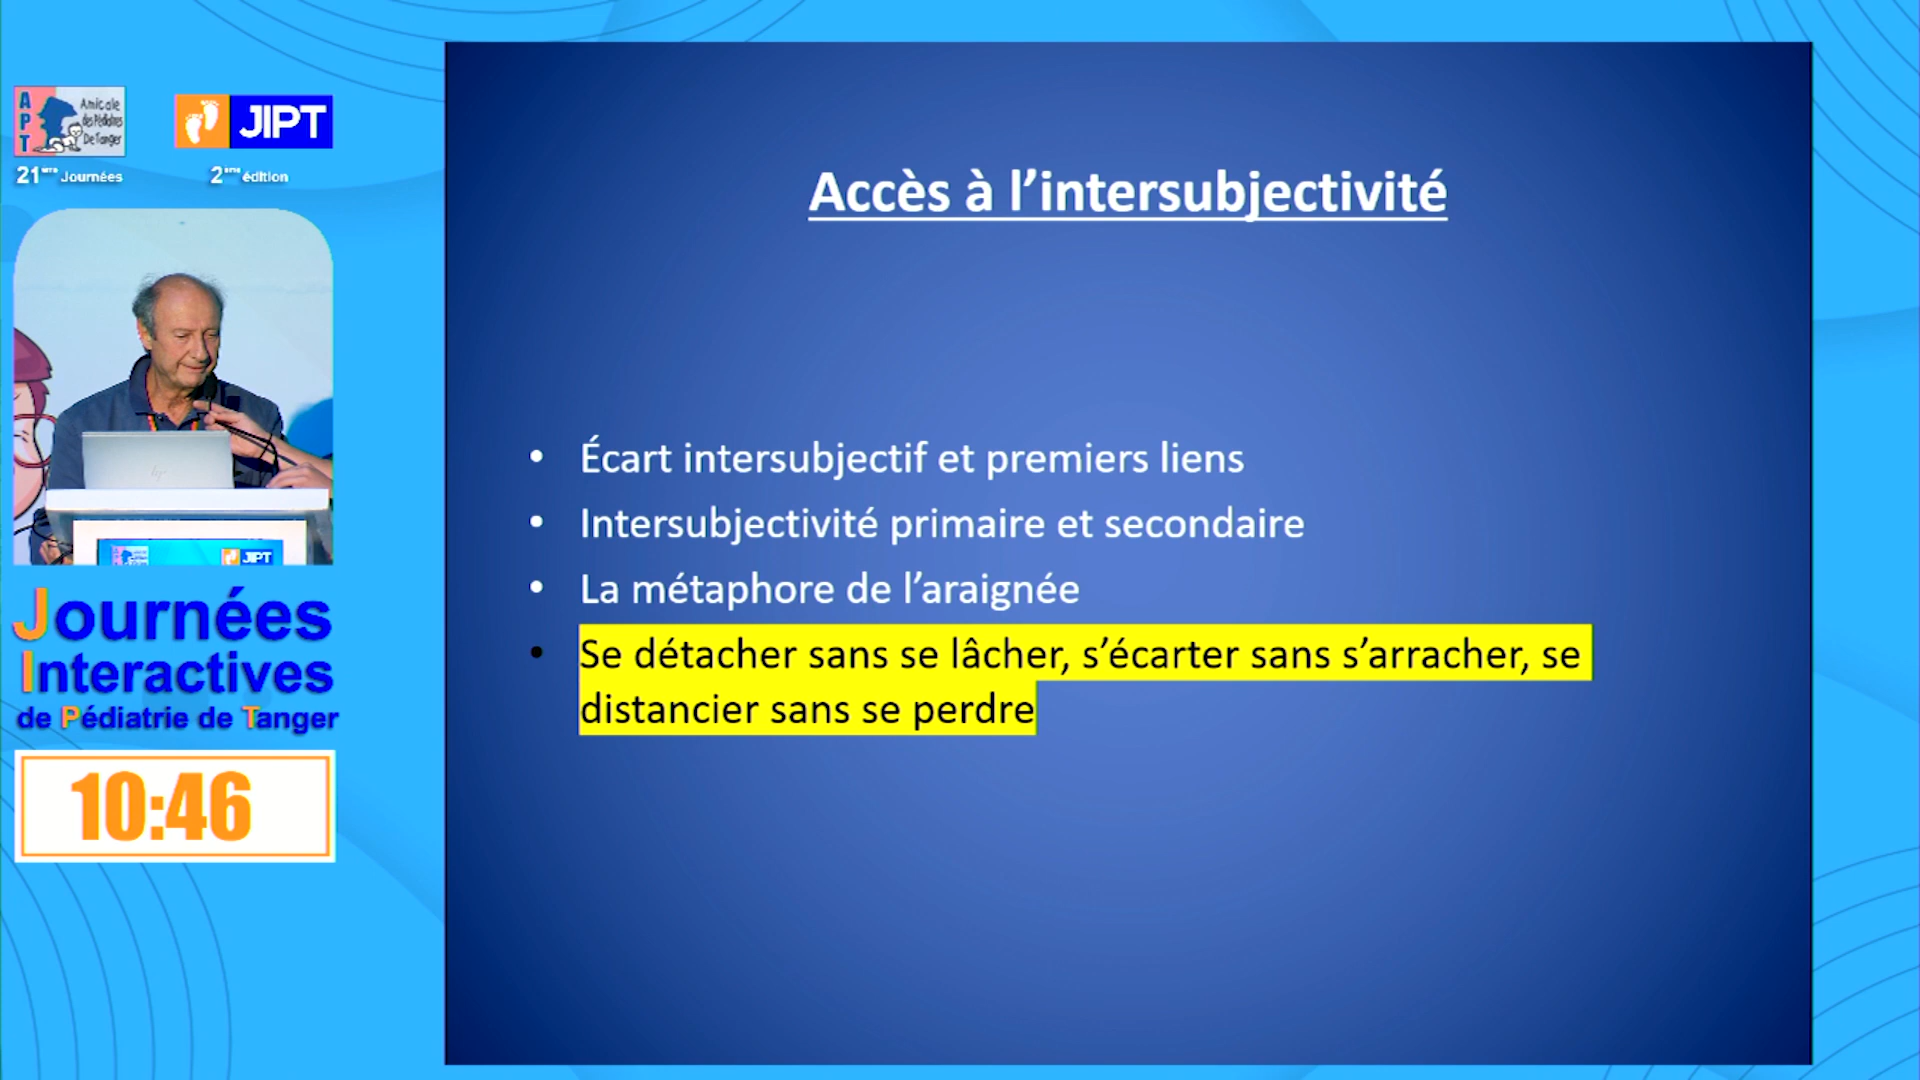 APT
Amicale
des Pédiatres
De Tanger
21èmes Journées
JIPT
2ème édition
JIPT
Journées
Interactives
de Pédiatrie de Tanger
10:46
Accès à l’intersubjectivité
• Écart intersubjectif et premiers liens
• Intersubjectivité primaire et secondaire
• La métaphore de l’araignée
• Se détacher sans se lâcher, s’écarter sans s’arracher, se
distancier sans se perdre